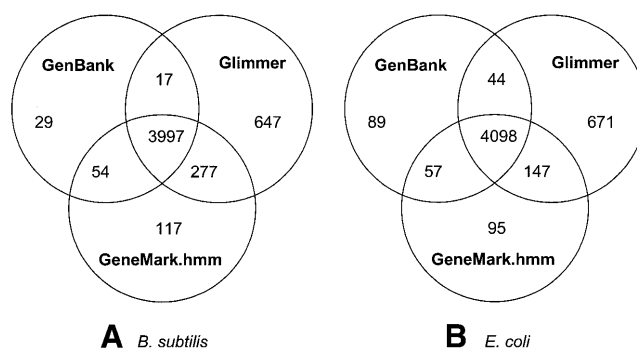 GenBank
17
Glimmer
29
3997
647
54
277
117
GeneMark.hmm
A B. subtilis
GenBank
44
Glimmer
89
4098
671
57
147
95
GeneMark.hmm
B E. coli